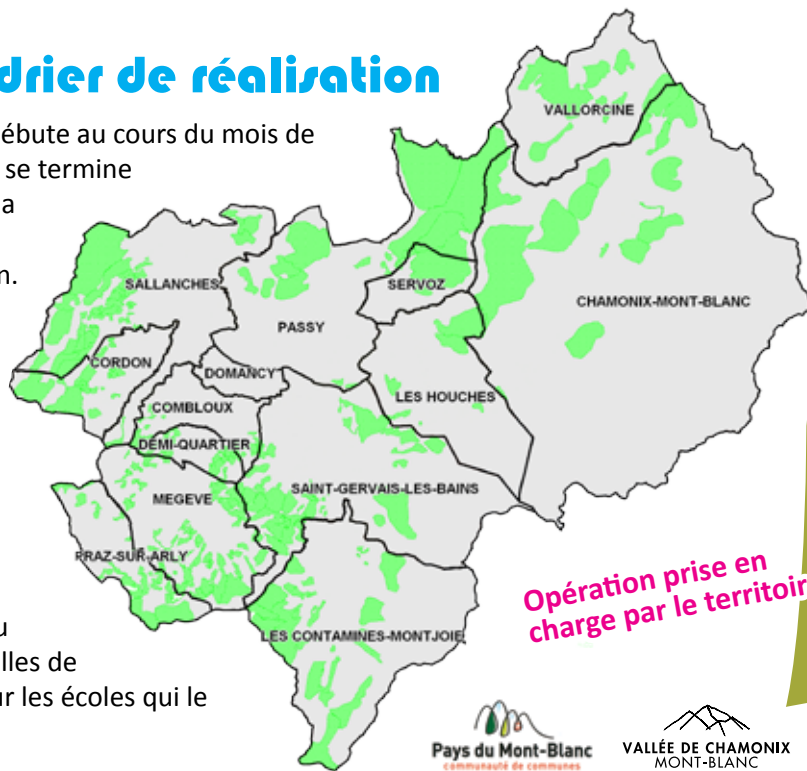 drier de réalisation
ébute au cours du mois de
se termine
a
n.
VALLORCINE
SALLANCHES
SERVOZ
CHAMONIX-MONT-BLANC
PASSY
CORDON
DOMANCY
LES HOUCHES
COMBLOUX
DEMI-QUARTIER
MEGEVE
SAINT-GERVAIS-LES-BAINS
PRAZ-SUR-ARLY
LES CONTAMINES-MONTJOIE
Opération prise en
charge par le territoir
u
lles de
ur les écoles qui le
Pays du Mont-Blanc
communauté de communes
VALLÉE DE CHAMONIX
MONT-BLANC